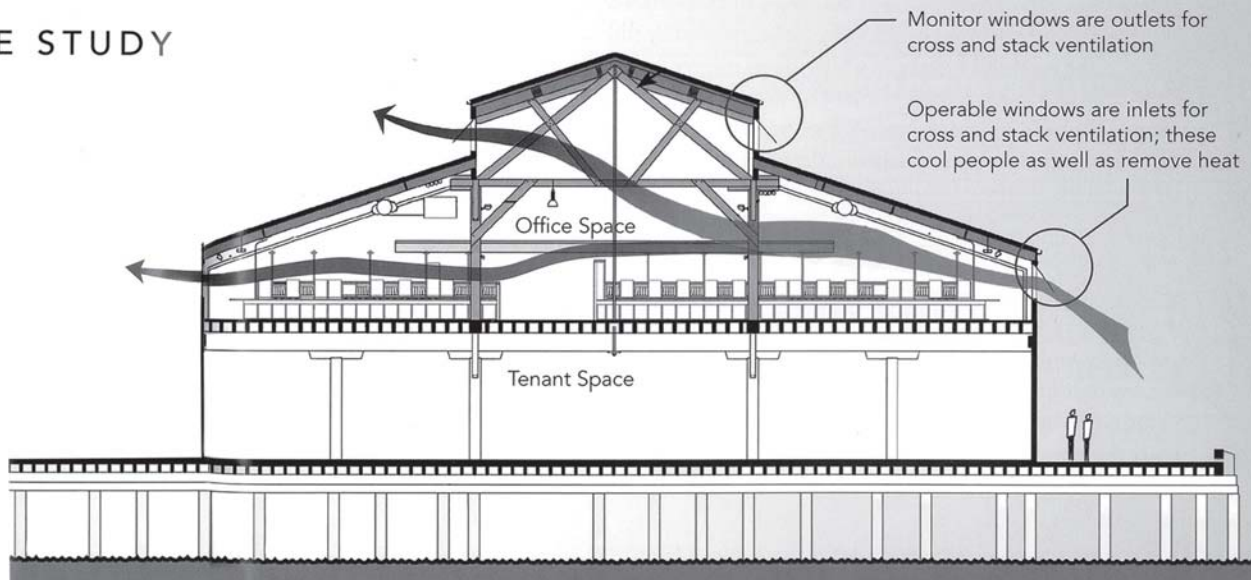 E STUDY
Monitor windows are outlets for
cross and stack ventilation
Operable windows are inlets for
cross and stack ventilation; these
cool people as well as remove heat
Office Space
Tenant Space